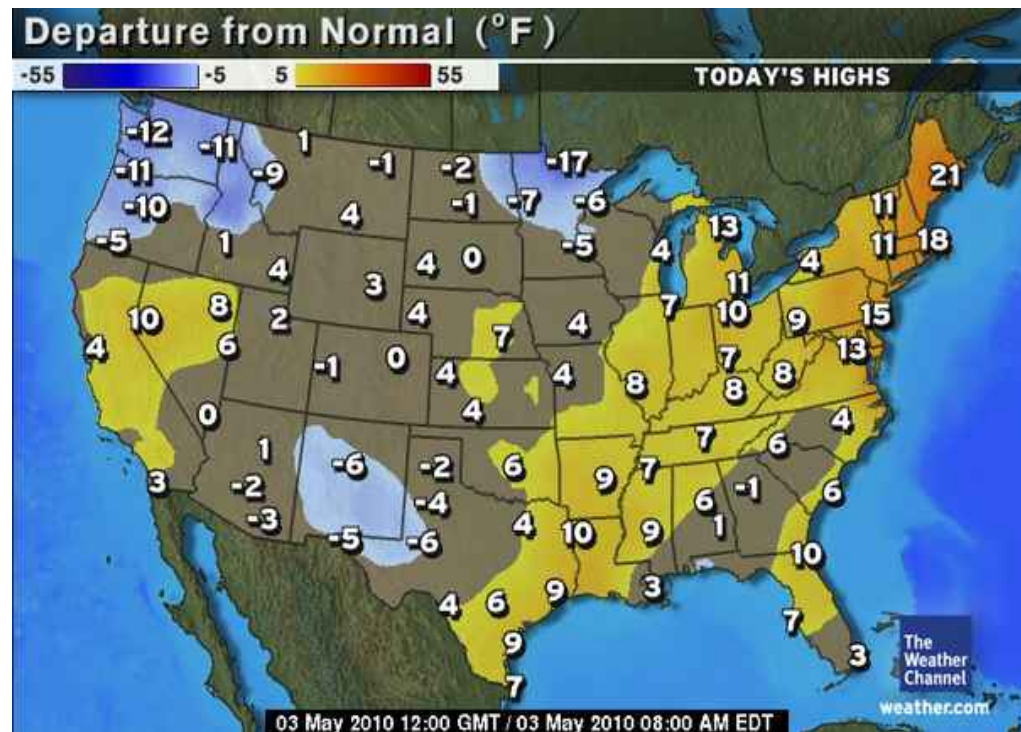 Departure from Normal (°F)
-55 -5 5 55 TODAY'S HIGHS
-12 -11 1 -1 -2 -17
-11 -9 21
-10 4 -1 -7 -6 11 13
-5 1 0 -5 4 11 18
4 3 4 4
11
10 8 2 4 7 4 7 10 9 15
4 6 -1 0 4 4 7 13
4 8 8 8
0 4
1 -6 -2 6 7 7 6
-2 -4 9 6 -1 6
-3 -5 -6 4 10 9 1 10
3
4 6 9 3
7
9 3
7
The
Weather
Channel
weather.com
03 May 2010 12:00 GMT / 03 May 2010 08:00 AM EDT